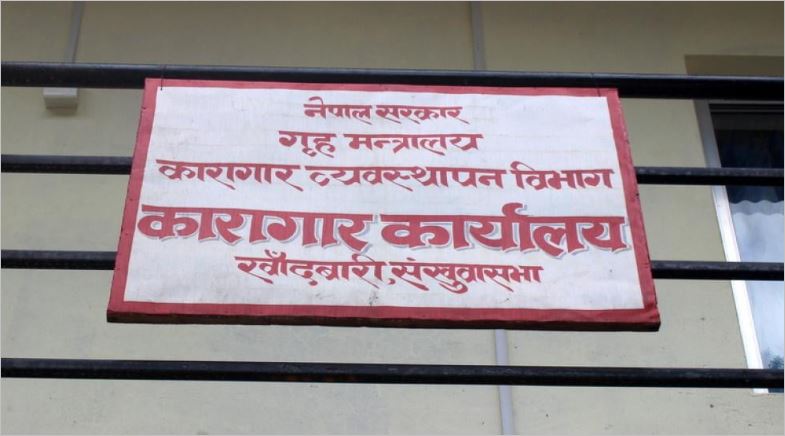 नेपाल सरकार
गृह मन्त्रालय
कारागार व्यवस्थापन विभाग
कारागार कार्यालय
खाँदबारी,संखुवासभा